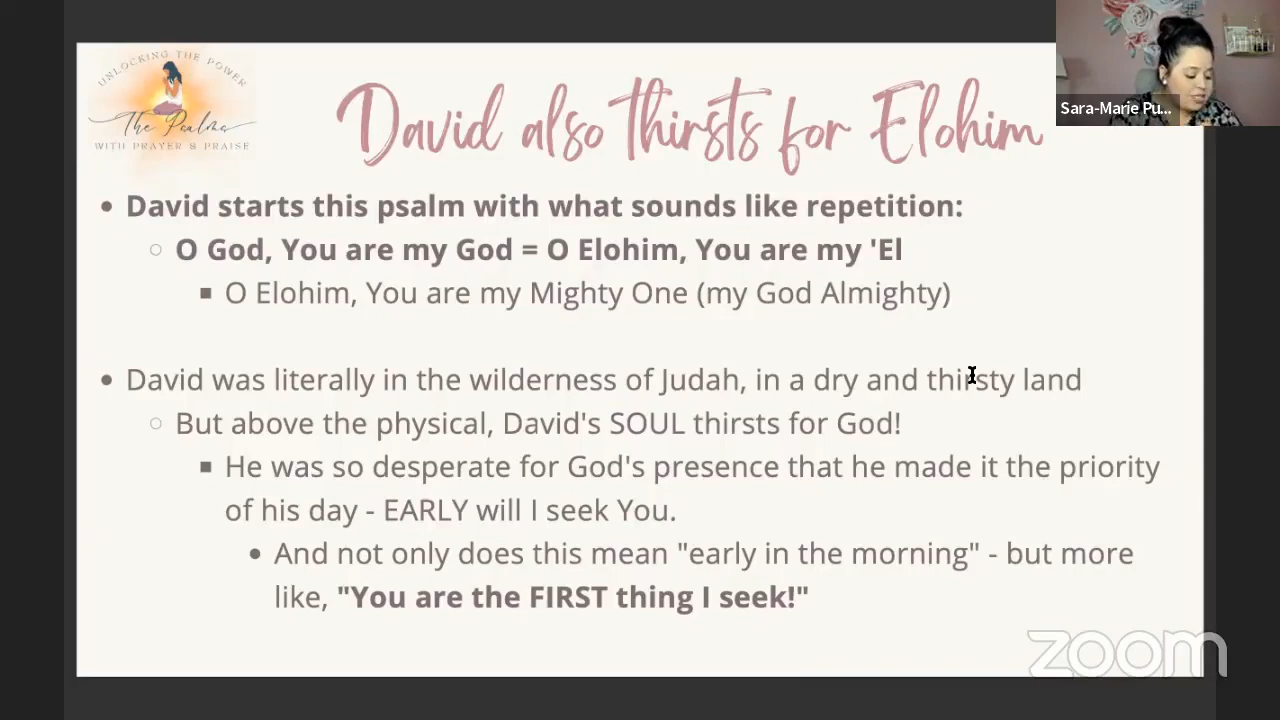 UNLOCKING THE POWER
The Psalms
WITH PRAYER & PRAISE
David also thirsts for Elohim
Sara-Marie Pu...
• David starts this psalm with what sounds like repetition:
○ O God, You are my God = O Elohim, You are my 'El
▪ O Elohim, You are my Mighty One (my God Almighty)
• David was literally in the wilderness of Judah, in a dry and thirsty land
○ But above the physical, David's SOUL thirsts for God!
▪ He was so desperate for God's presence that he made it the priority
of his day - EARLY will I seek You.
• And not only does this mean "early in the morning" - but more
like, "You are the FIRST thing I seek!"
zoom